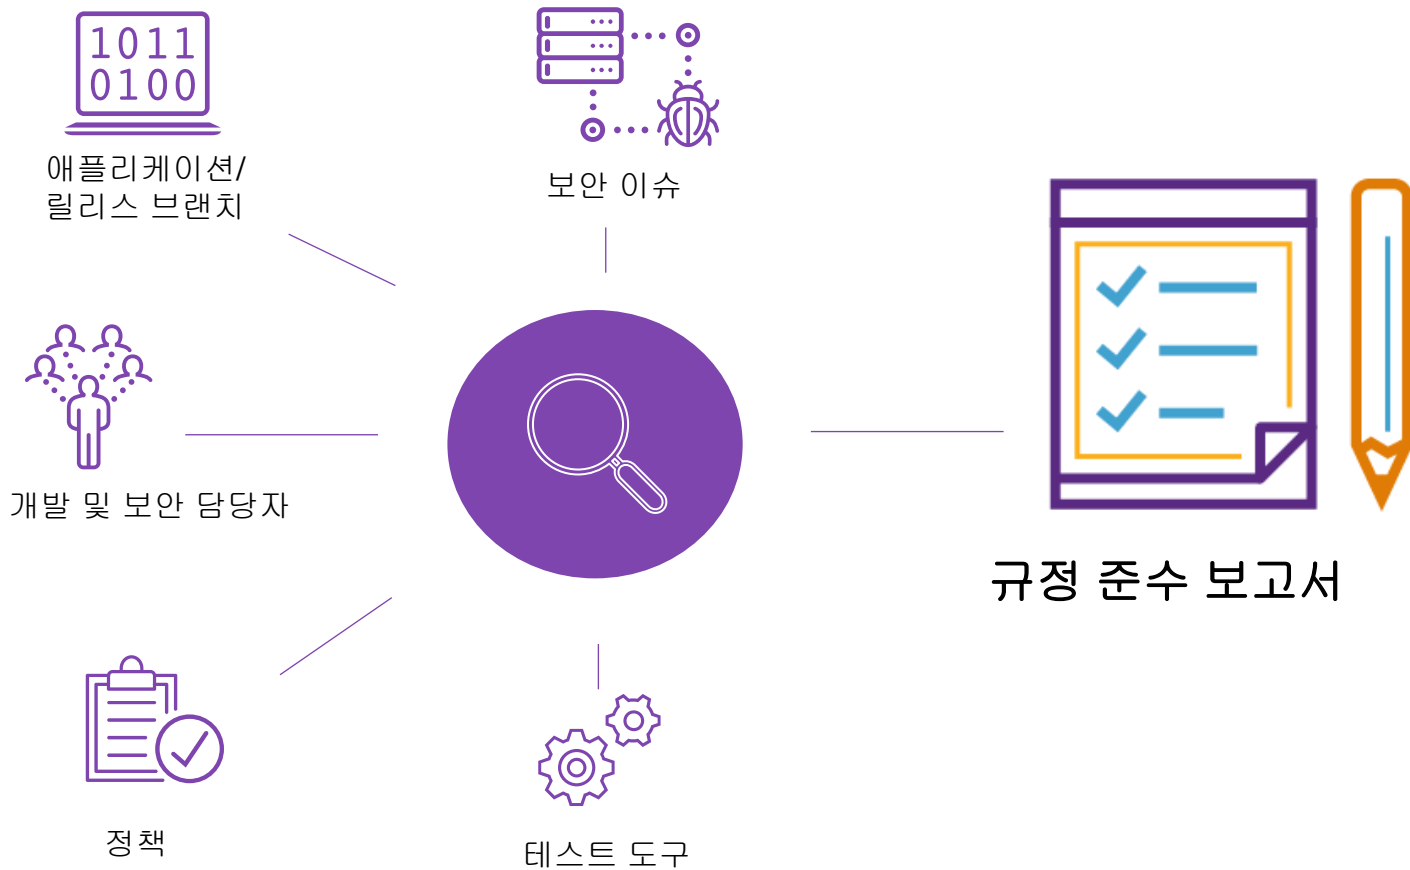 1011
0100
애플리케이션/
릴리스 브랜치
보안 이슈
개발 및 보안 담당자
규정 준수 보고서
정책
테스트 도구